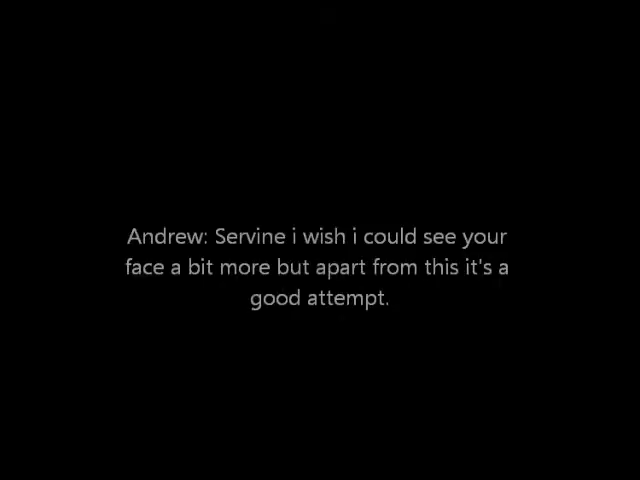 Andrew: Servine i wish i could see your
face a bit more but apart from this it's a
good attempt.